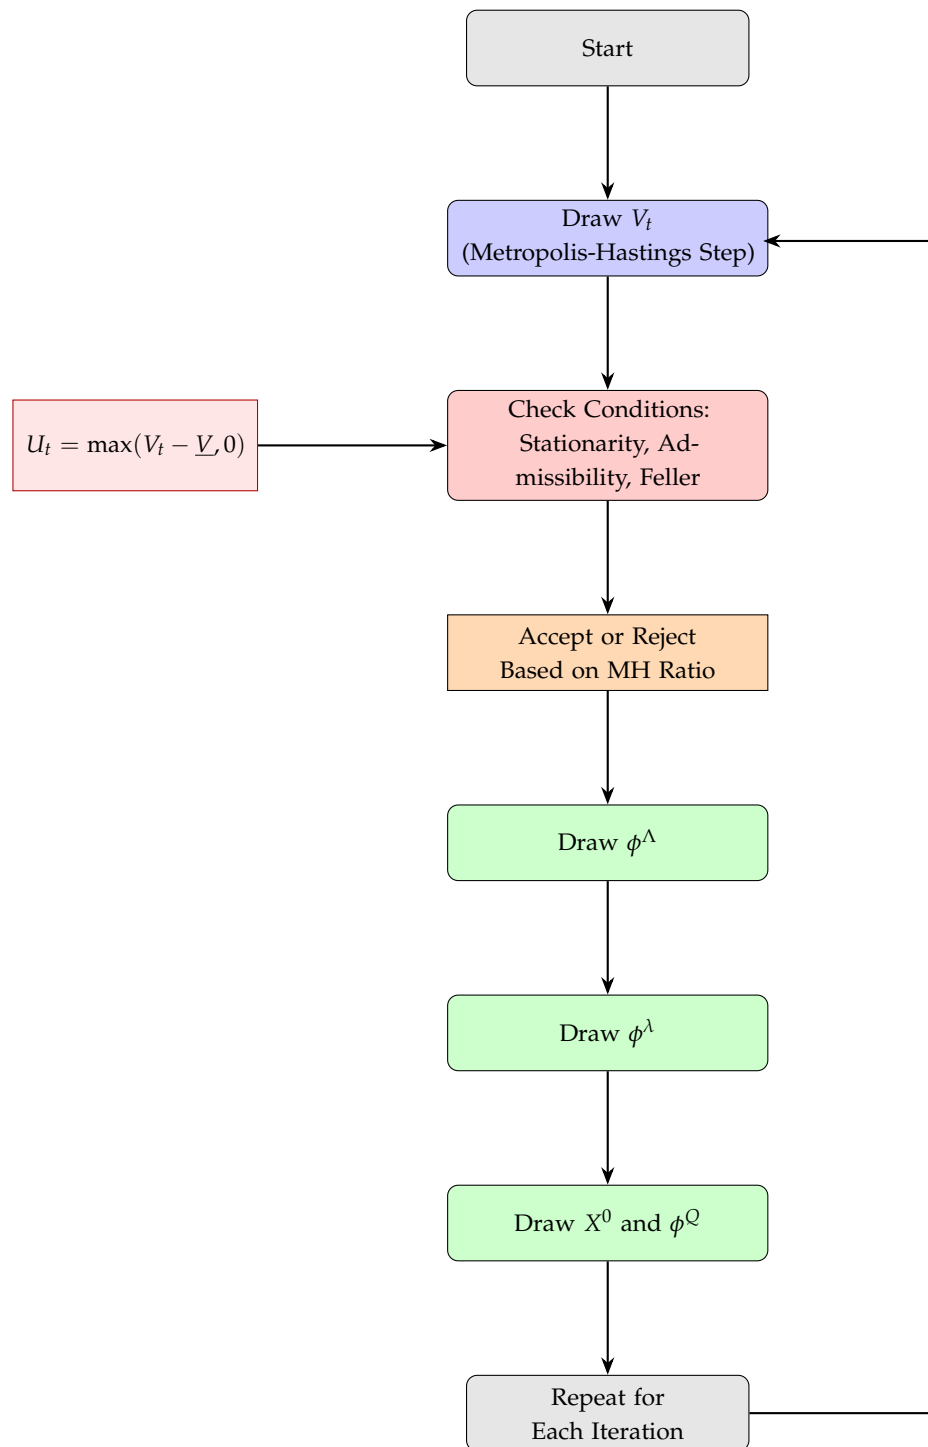 Start
Draw $V_t$
(Metropolis-Hastings Step)
Check Conditions:
Stationarity, Ad-
missibility, Feller
$U_t = \max(V_t - \underline{V}, 0)$
Accept or Reject
Based on MH Ratio
Draw $\phi^{\Lambda}$
Draw $\phi^{\lambda}$
Draw $X^0$ and $\phi^Q$
Repeat for
Each Iteration